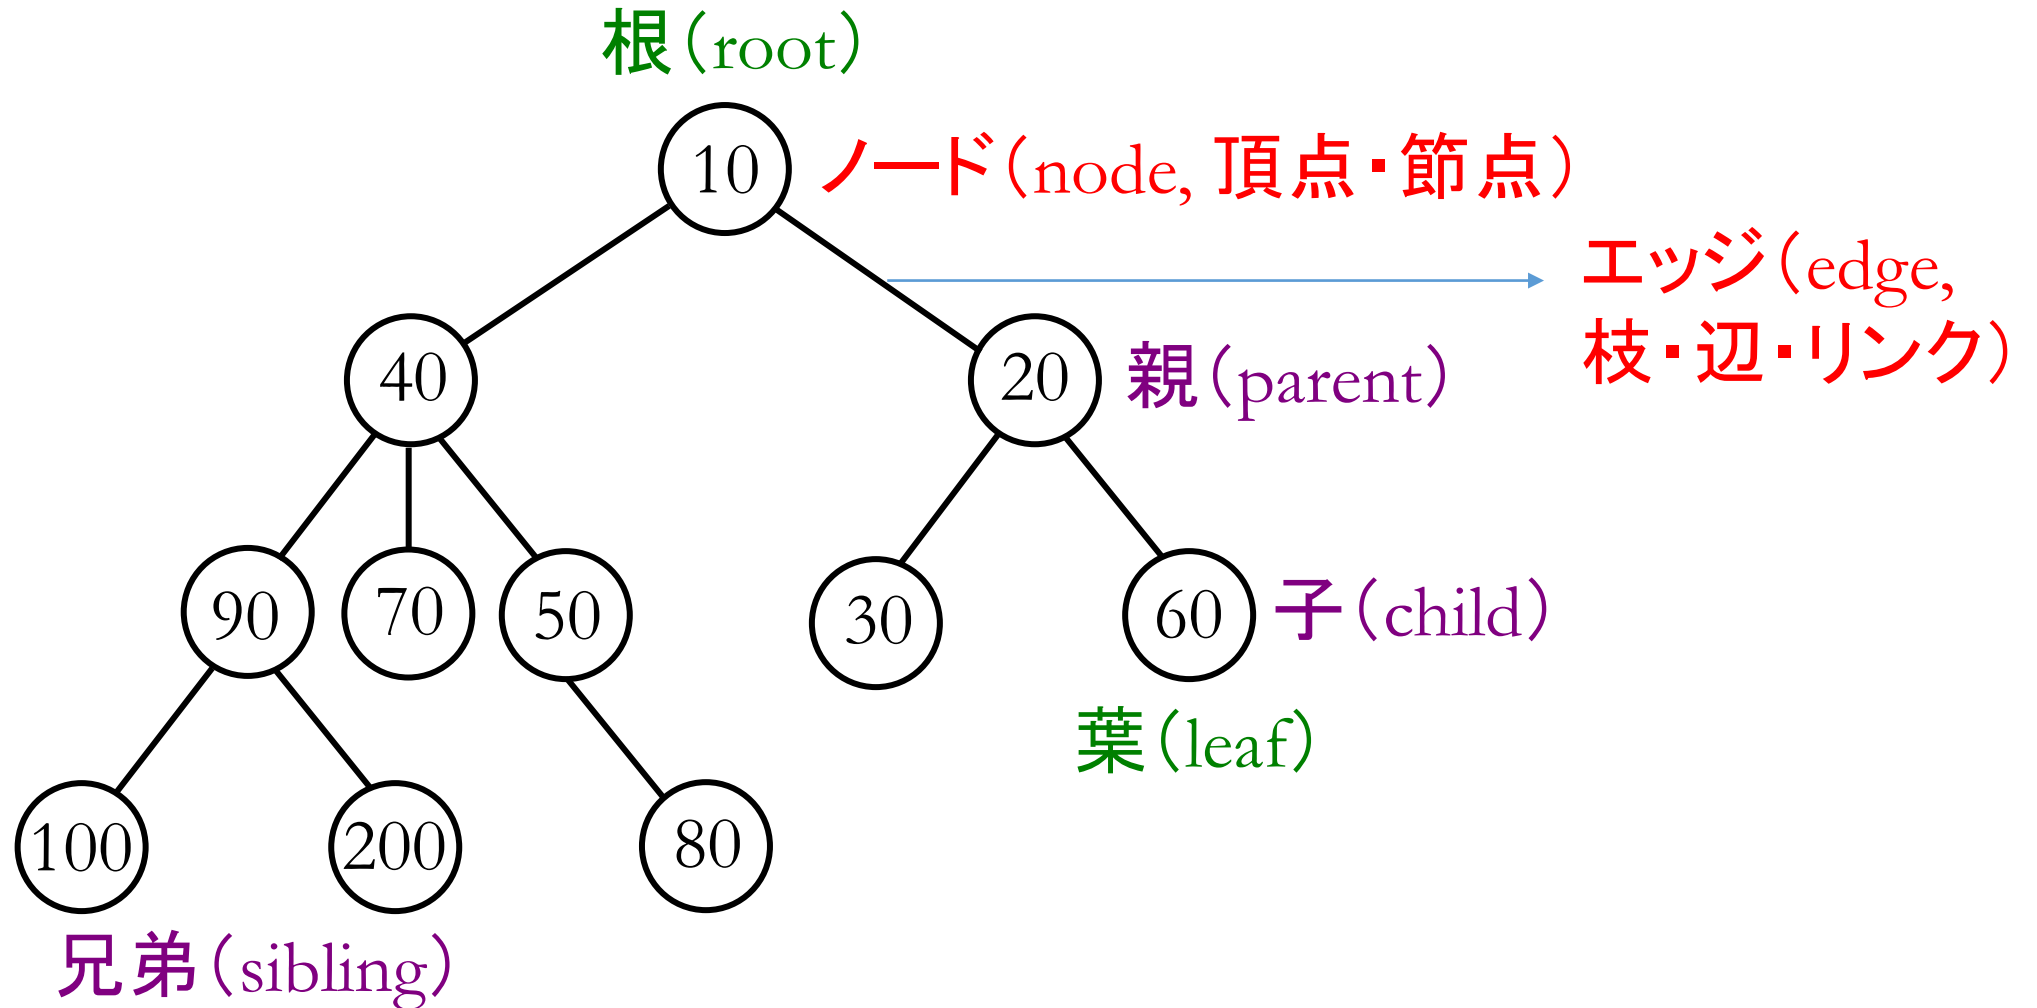 根（root）
10
ノード（node, 頂点・節点）
エッジ（edge,
枝・辺・リンク）
40
20
親（parent）
90
70
50
30
60
子（child）
葉（leaf）
100
200
80
兄弟（sibling）